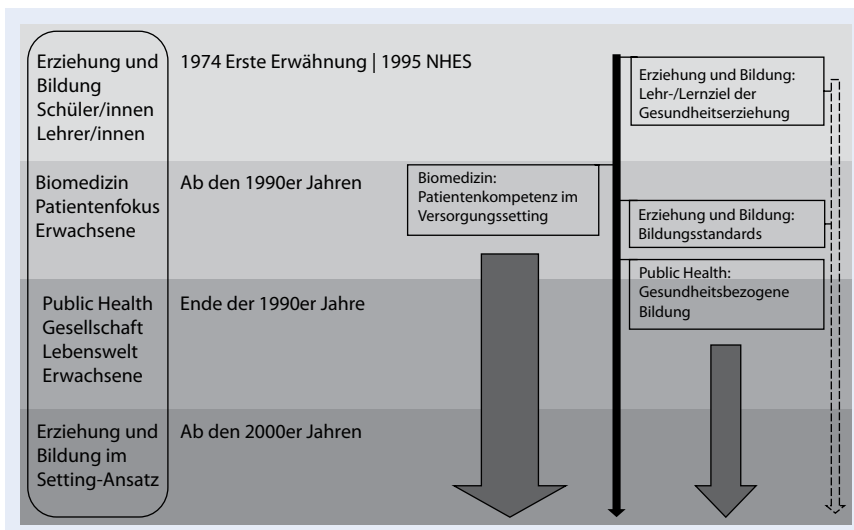 Erziehung und
Bildung
Schüler/innen
Lehrer/innen
1974 Erste Erwähnung | 1995 NHES
Erziehung und Bildung:
Lehr-/Lernziel der
Gesundheitserziehung
Biomedizin
Patientenfokus
Erwachsene
Ab den 1990er Jahren
Biomedizin:
Patientenkompetenz im
Versorgungssetting
Erziehung und Bildung:
Bildungsstandards
Public Health
Gesellschaft
Lebenswelt
Erwachsene
Ende der 1990er Jahre
Public Health:
Gesundheitsbezogene
Bildung
Erziehung und
Bildung im
Setting-Ansatz
Ab den 2000er Jahren